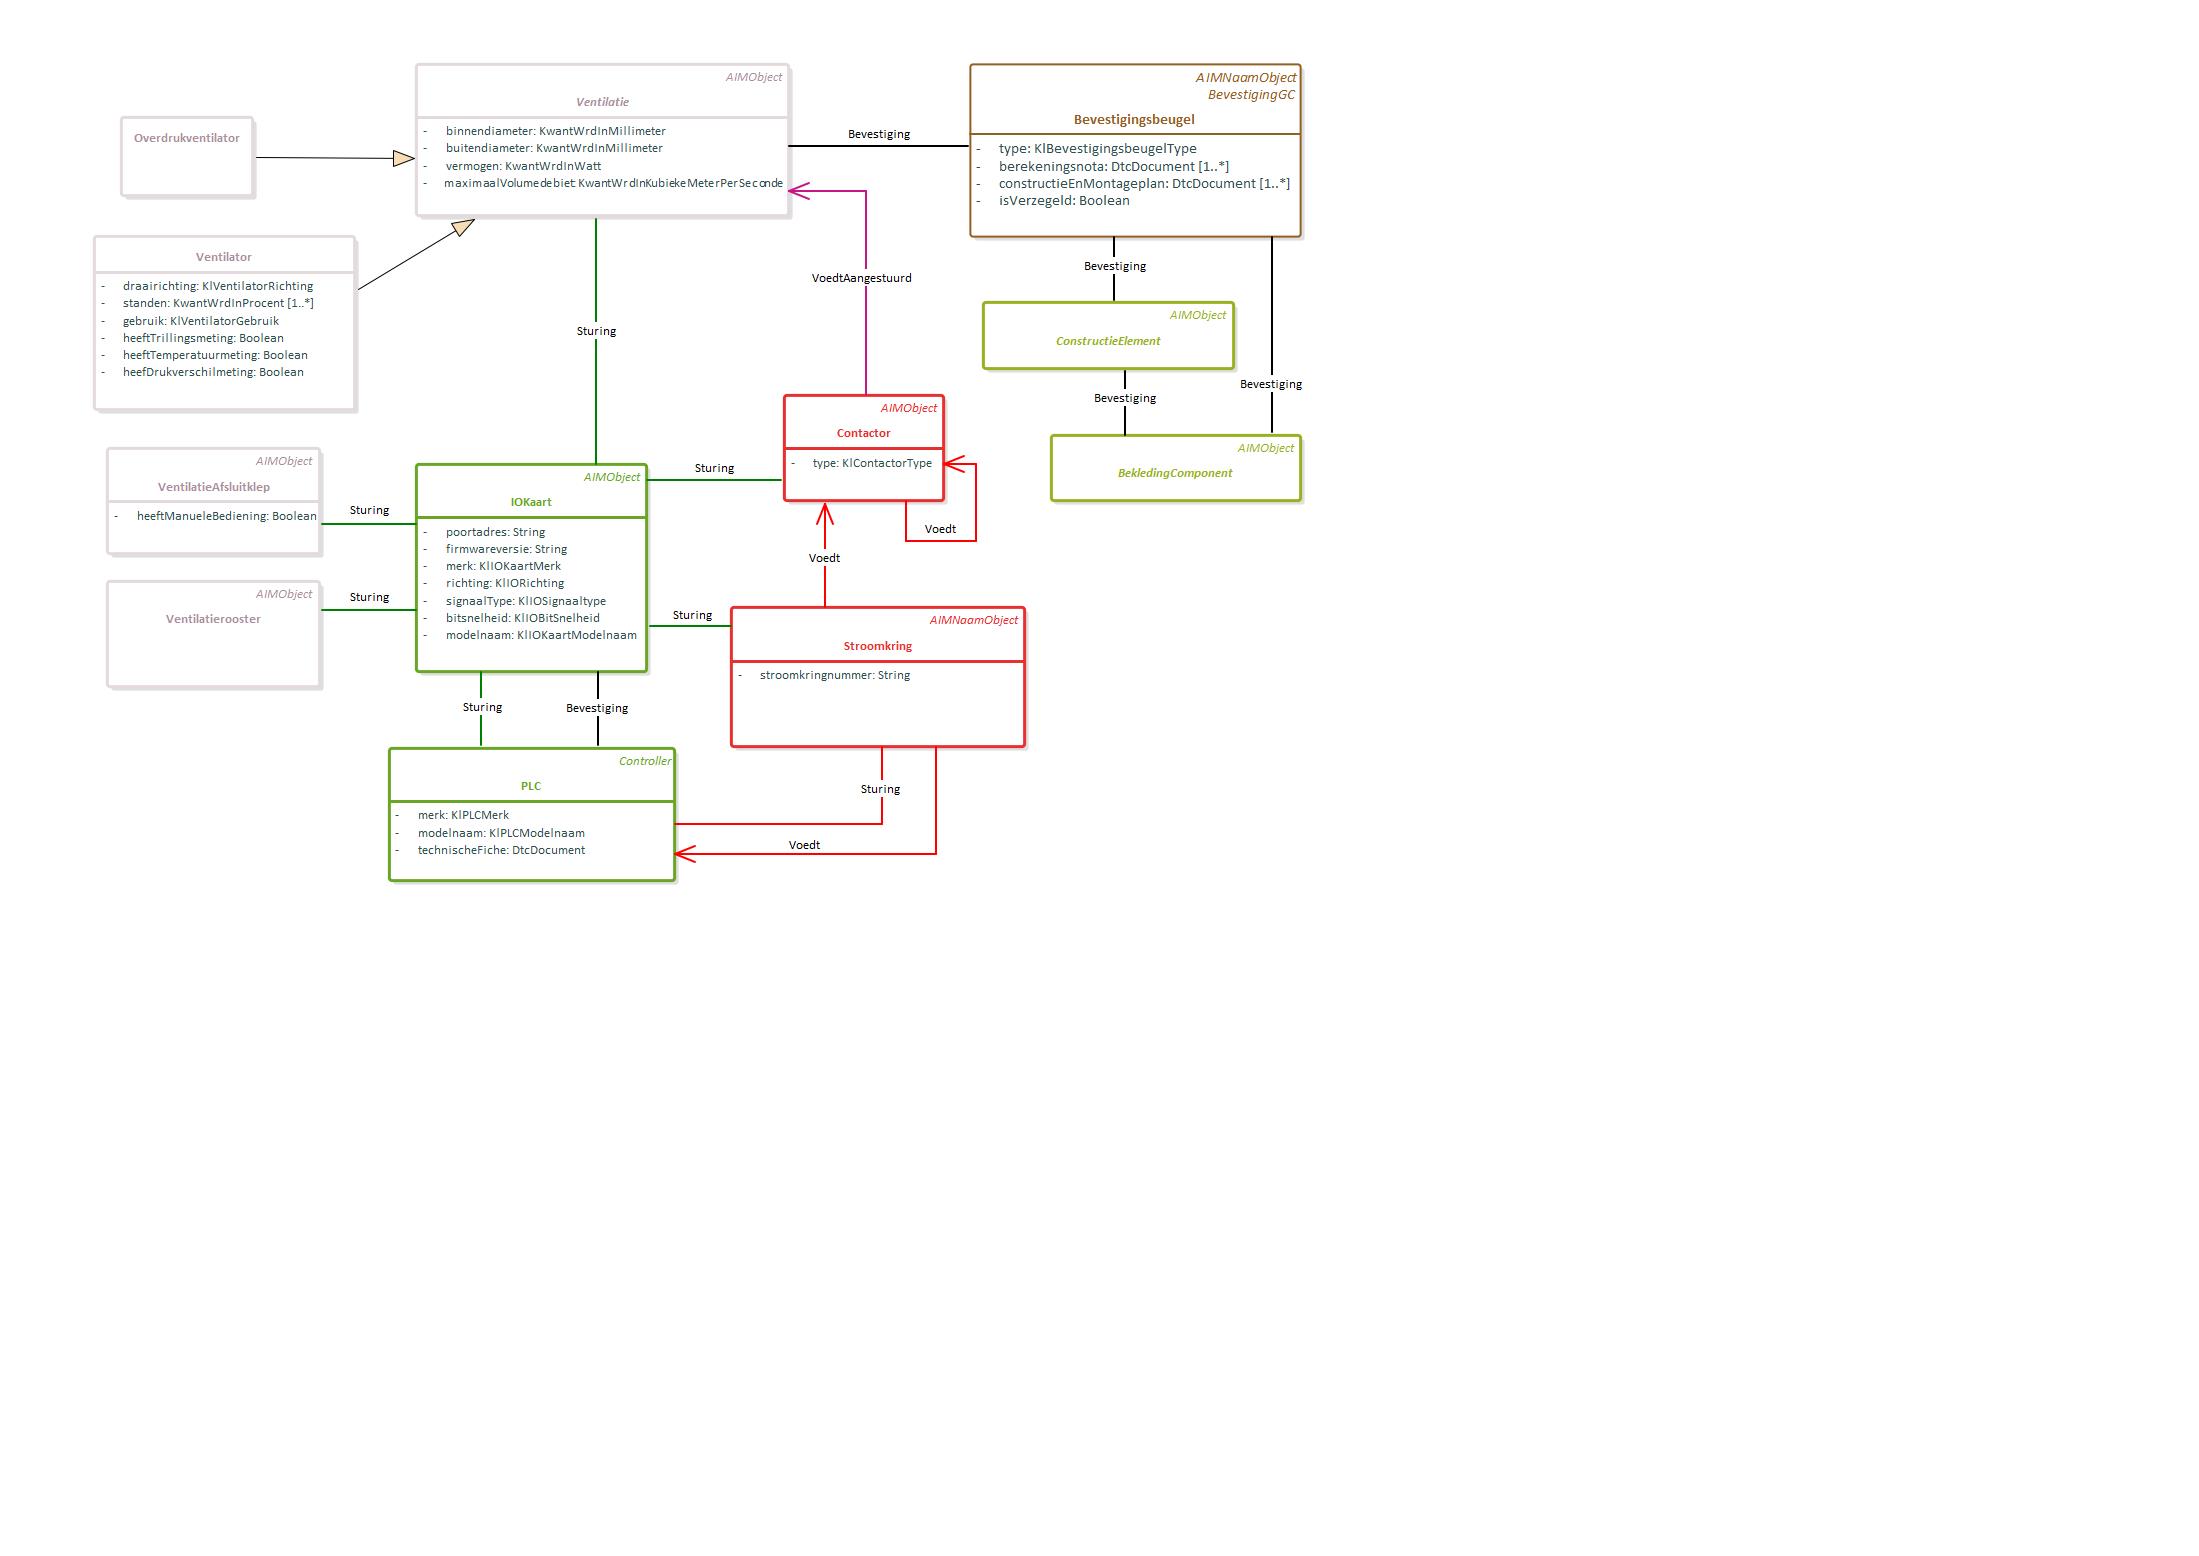 AIMObject
Ventilatie
- binnendiameter: KwantWrdInMillimeter
- buitendiameter: KwantWrdInMillimeter
- vermogen: KwantWrdInWatt
- maximaalVolumedebiet KwantWrdInKubiekeMeterPerSeconde
Overdrukventilator
Bevestiging
AIMNaamObject
BevestigingGC
Bevestigingsbeugel
- type: KlBevestigingsbeugelType
- berekeningsnota: DtcDocument [1..*]
- constructieEnMontageplan: DtcDocument [1..*]
- isVerzegeld: Boolean
Ventilator
- draairichting: KlVentilatorRichting
- standen: KwantWrdInProcent [1..*]
- gebruik: KlVentilatorGebruik
- heeftTrillingsmeting: Boolean
- heeftTemperatuurmeting: Boolean
- heefDrukverschilmeting: Boolean
Sturing
VoedtAangestuurd
Bevestiging
AIMObject
ConstructieElement
Bevestiging
Bevestiging
AIMObject
BekledingComponent
AIMObject
Contactor
- type: KlContactorType
Voedt
Voedt
Sturing
AIMObject
VentilatieAfsluitklep
- heeftManueleBediening: Boolean
Sturing
AIMObject
Ventilatierooster
Sturing
AIMObject
IOKaart
- poortadres: String
- firmwareversie: String
- merk: KlIOKaartMerk
- richting: KlIORichting
- signaalType: KlIOSignaaltype
- bitsnelheid: KlIOBitSnelheid
- modelnaam: KlIOKaartModelnaam
Sturing
AIMNaamObject
Stroomkring
- stroomkringnummer: String
Sturing
Bevestiging
Controller
PLC
- merk: KlPLCMerk
- modelnaam: KlPLCModelnaam
- technischeFiche: DtcDocument
Sturing
Voedt